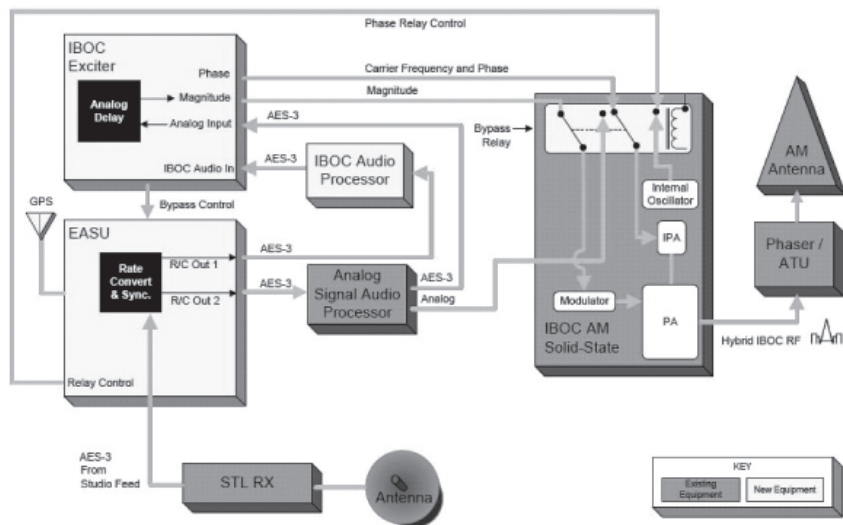 Phase Relay Control
IBOC
Exciter
Phase
Carrier Frequency and Phase
Magnitude
Magnitude
Analog
Delay
Analog Input
AES-3
IBOC Audio In
AES-3
IBOC Audio
Processor
Bypass
Relay
AM
Antenna
Internal
Oscillator
GPS
Bypass Control
EASU
R/C Out 1
AES-3
Rate
Convert
& Sync.
R/C Out 2
AES-3
Analog
Signal Audio
Processor
AES-3
Analog
IPA
Phaser /
ATU
Modulator
PA
IBOC AM
Solid-State
Hybrid IBOC RF
Relay Control
AES-3
From
Studio Feed
STL RX
Antenna
KEY
Existing
Equipment
New Equipment